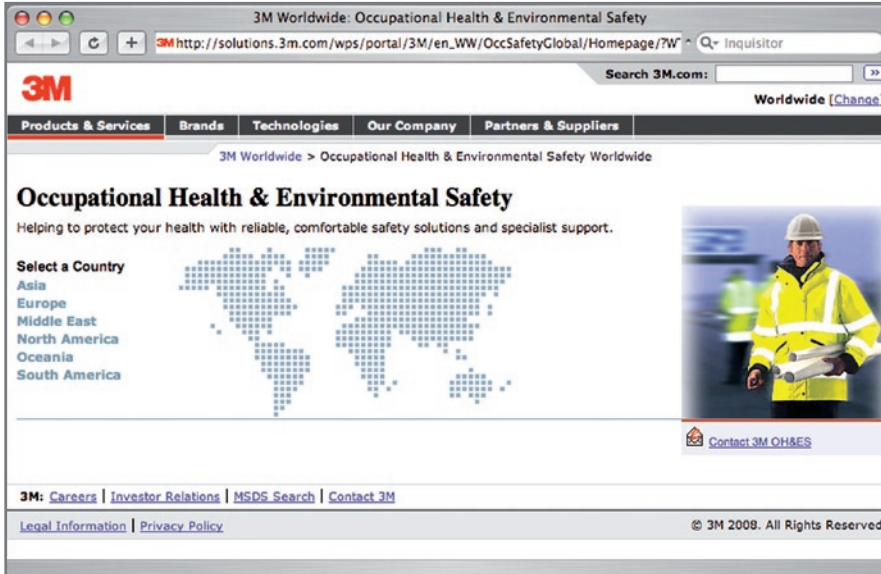 3M Worldwide: Occupational Health & Environmental Safety
3M http://solutions.3m.com/wps/portal/3M/en_WW/OccSafetyGlobal/Homepage/?W Inquisitor
Search 3M.com: »
3M
Worldwide [Change]
Products & Services Brands Technologies Our Company Partners & Suppliers
3M Worldwide > Occupational Health & Environmental Safety Worldwide
Occupational Health & Environmental Safety
Helping to protect your health with reliable, comfortable safety solutions and specialist support.
Select a Country
Asia
Europe
Middle East
North America
Oceania
South America
Contact 3M OH&ES
3M: Careers | Investor Relations | MSDS Search | Contact 3M
Legal Information | Privacy Policy © 3M 2008. All Rights Reserved